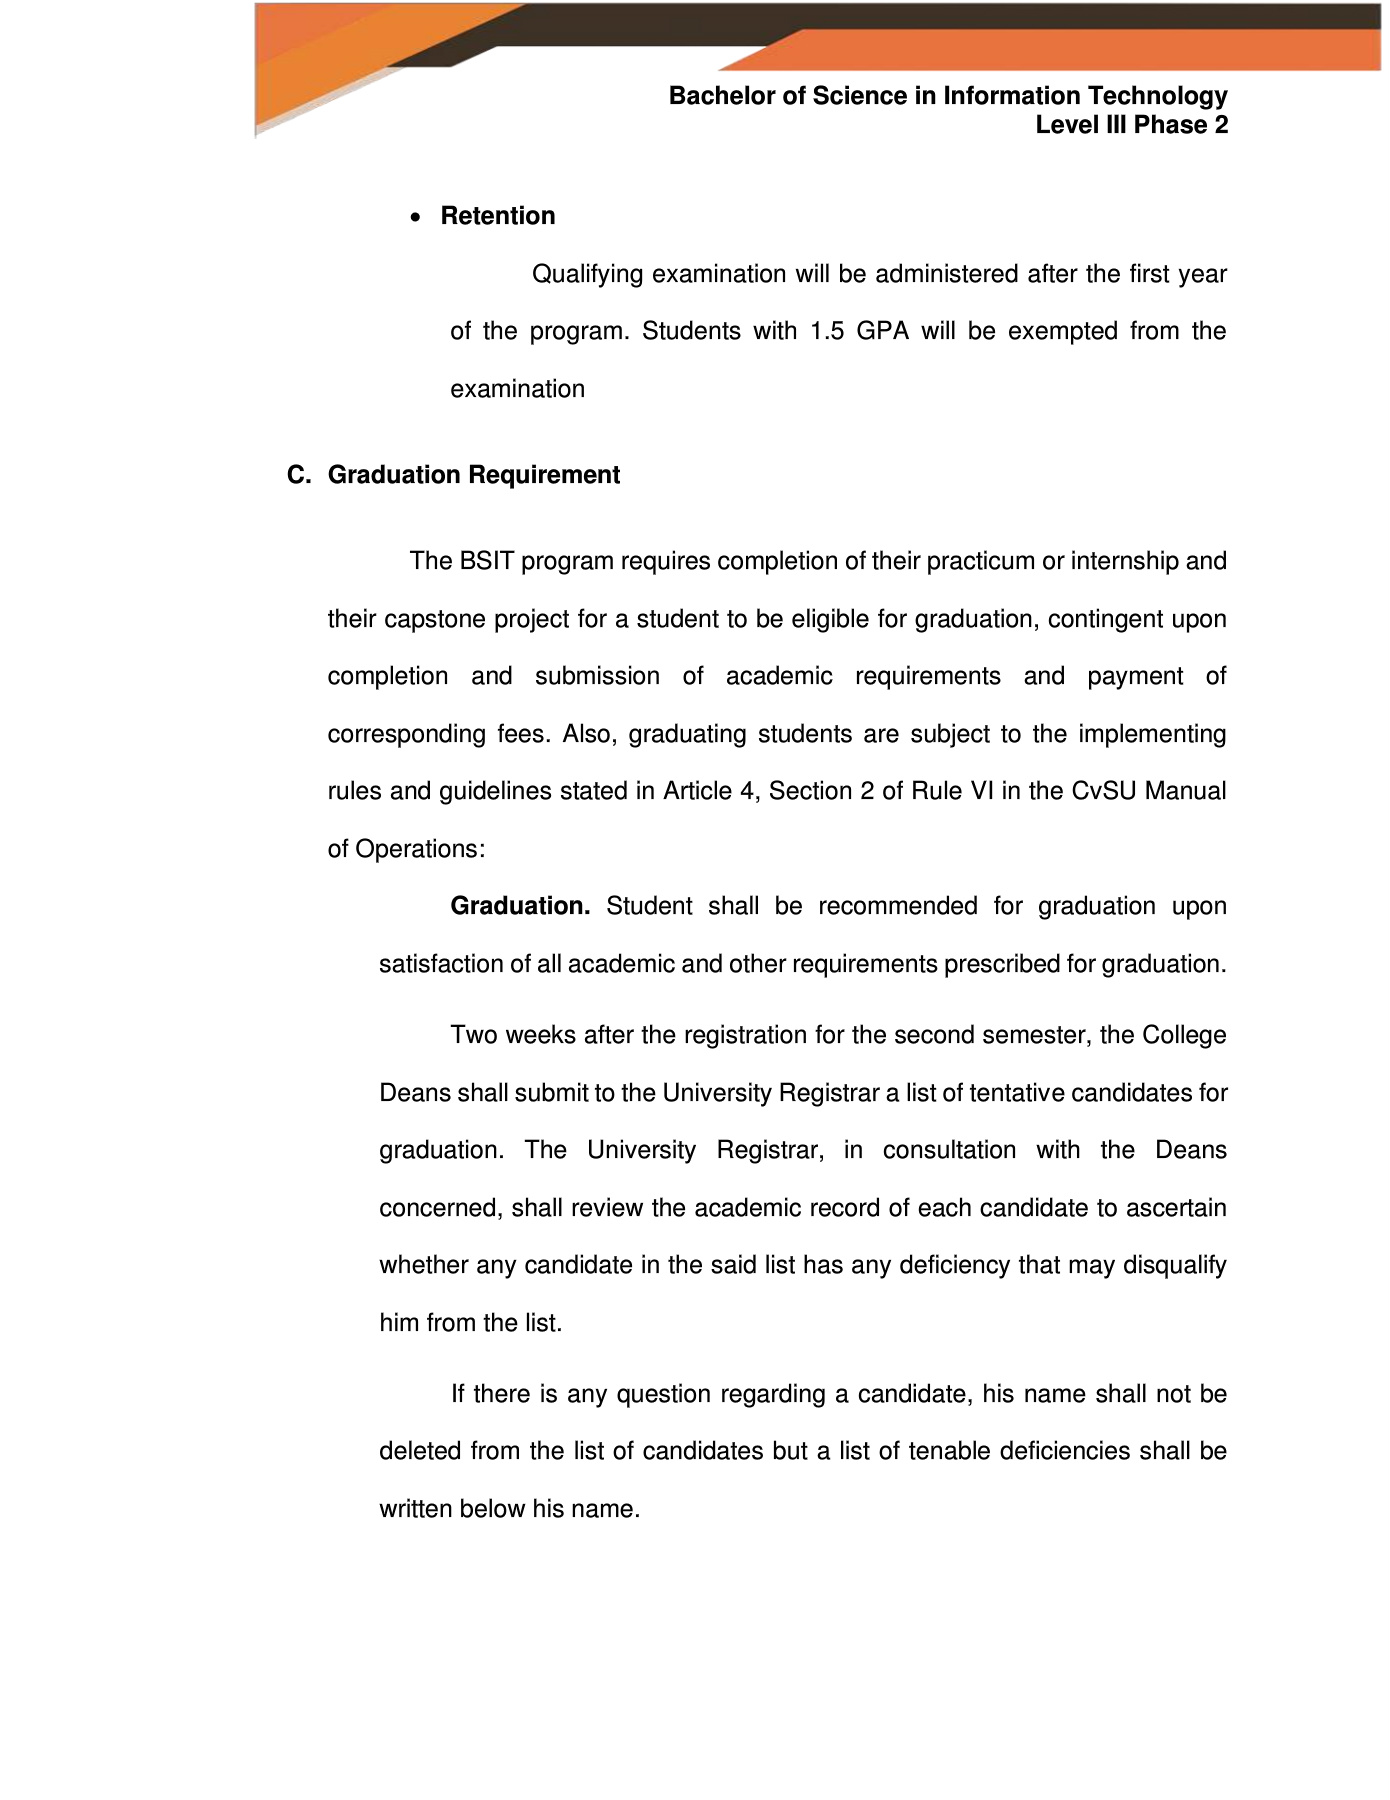 Bachelor of Science in Information Technology
Level III Phase 2
• Retention
Qualifying examination will be administered after the first year
of the program. Students with 1.5 GPA will be exempted from the
examination
C. Graduation Requirement
The BSIT program requires completion of their practicum or internship and
their capstone project for a student to be eligible for graduation, contingent upon
completion and submission of academic requirements and payment of
corresponding fees. Also, graduating students are subject to the implementing
rules and guidelines stated in Article 4, Section 2 of Rule VI in the CvSU Manual
of Operations:
Graduation. Student shall be recommended for graduation upon
satisfaction of all academic and other requirements prescribed for graduation.
Two weeks after the registration for the second semester, the College
Deans shall submit to the University Registrar a list of tentative candidates for
graduation. The University Registrar, in consultation with the Deans
concerned, shall review the academic record of each candidate to ascertain
whether any candidate in the said list has any deficiency that may disqualify
him from the list.
If there is any question regarding a candidate, his name shall not be
deleted from the list of candidates but a list of tenable deficiencies shall be
written below his name.